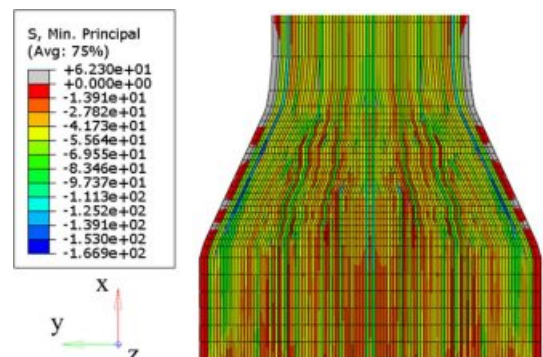 S, Min. Principal
(Avg: 75%)
+6.230e+01
+0.000e+00
-1.391e+01
-2.782e+01
-4.173e+01
-5.564e+01
-6.955e+01
-8.346e+01
-9.737e+01
-1.113e+02
-1.252e+02
-1.391e+02
-1.530e+02
-1.669e+02
x
y
z